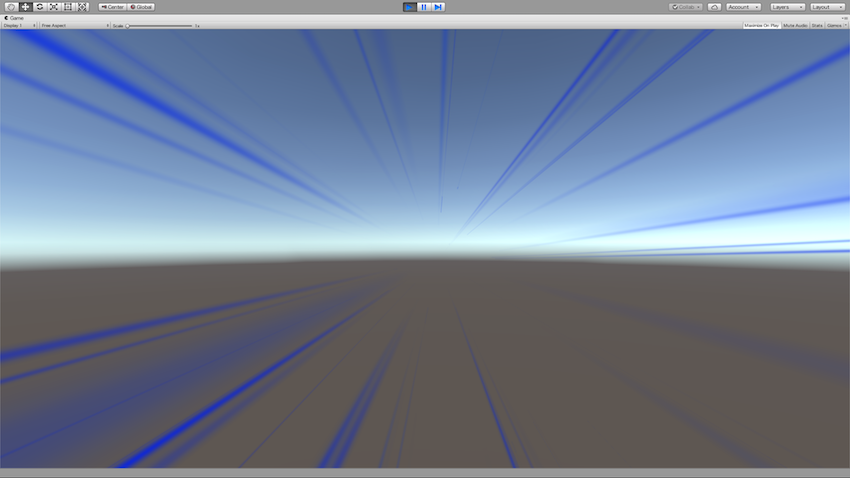 Center Global Collab Account Layers Layout
Game
Display 1 Free Aspect Scale 1x Maximize On Play Mute Audio Stats Gizmos